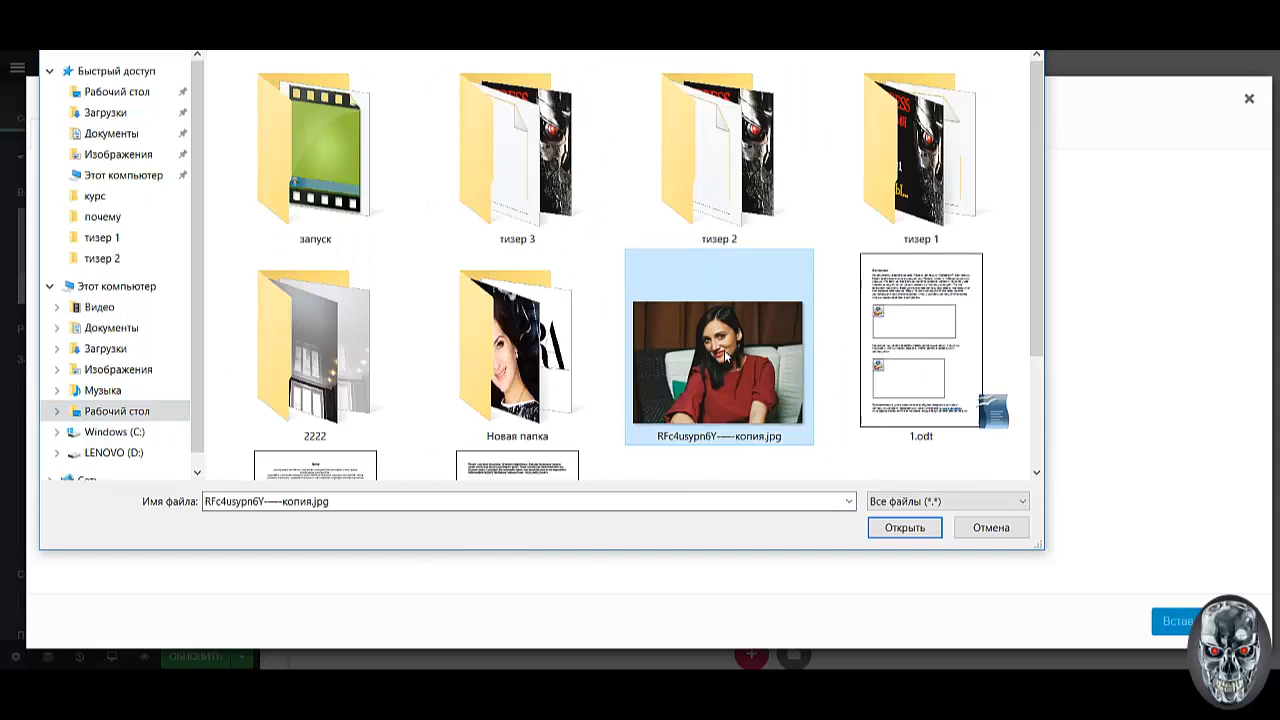 Быстрый доступ
Рабочий стол
Загрузки
Документы
Изображения
Этот компьютер
курс
почему
тизер 1
тизер 2
Этот компьютер
Видео
Документы
Загрузки
Изображения
Музыка
Рабочий стол
Windows (C:)
LENOVO (D:)
запуск
тизер 3
тизер 2
тизер 1
2222
Новая папка
RFc4usypn6Y-—-копия.jpg
1.odt
Имя файла:
RFc4usypn6Y-—-копия.jpg
Все файлы (*.*)
Открыть
Отмена
ОБНОВИТЬ